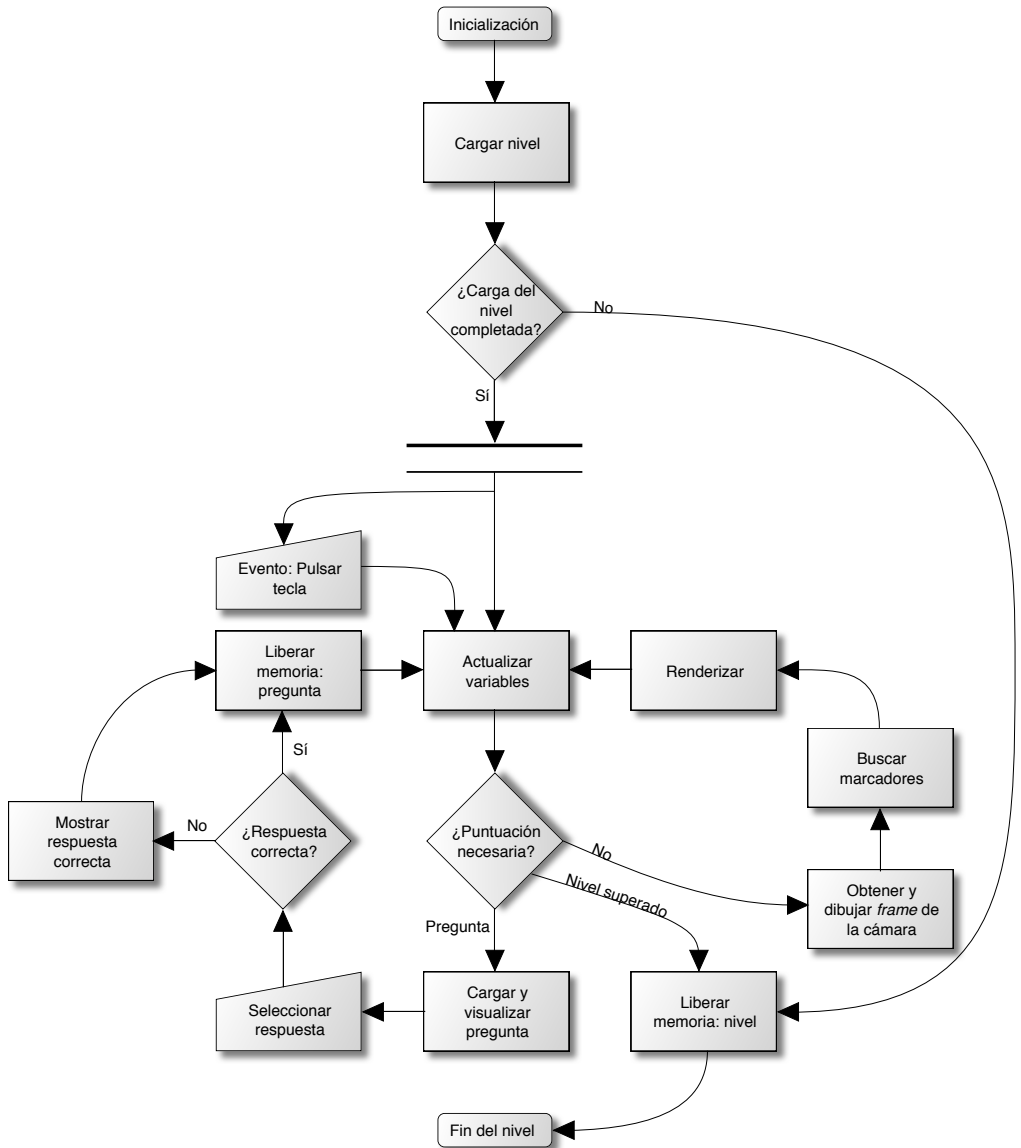 Inicialización
Cargar nivel
¿Carga del
nivel
completada?
No
Sí
Evento: Pulsar
tecla
Liberar
memoria:
pregunta
Actualizar
variables
Renderizar
Sí
Buscar
marcadores
Mostrar
respuesta
correcta
No
¿Respuesta
correcta?
¿Puntuación
necesaria?
No
Nivel superado
Pregunta
Obtener y
dibujar frame de
la cámara
Seleccionar
respuesta
Cargar y
visualizar
pregunta
Liberar
memoria: nivel
Fin del nivel